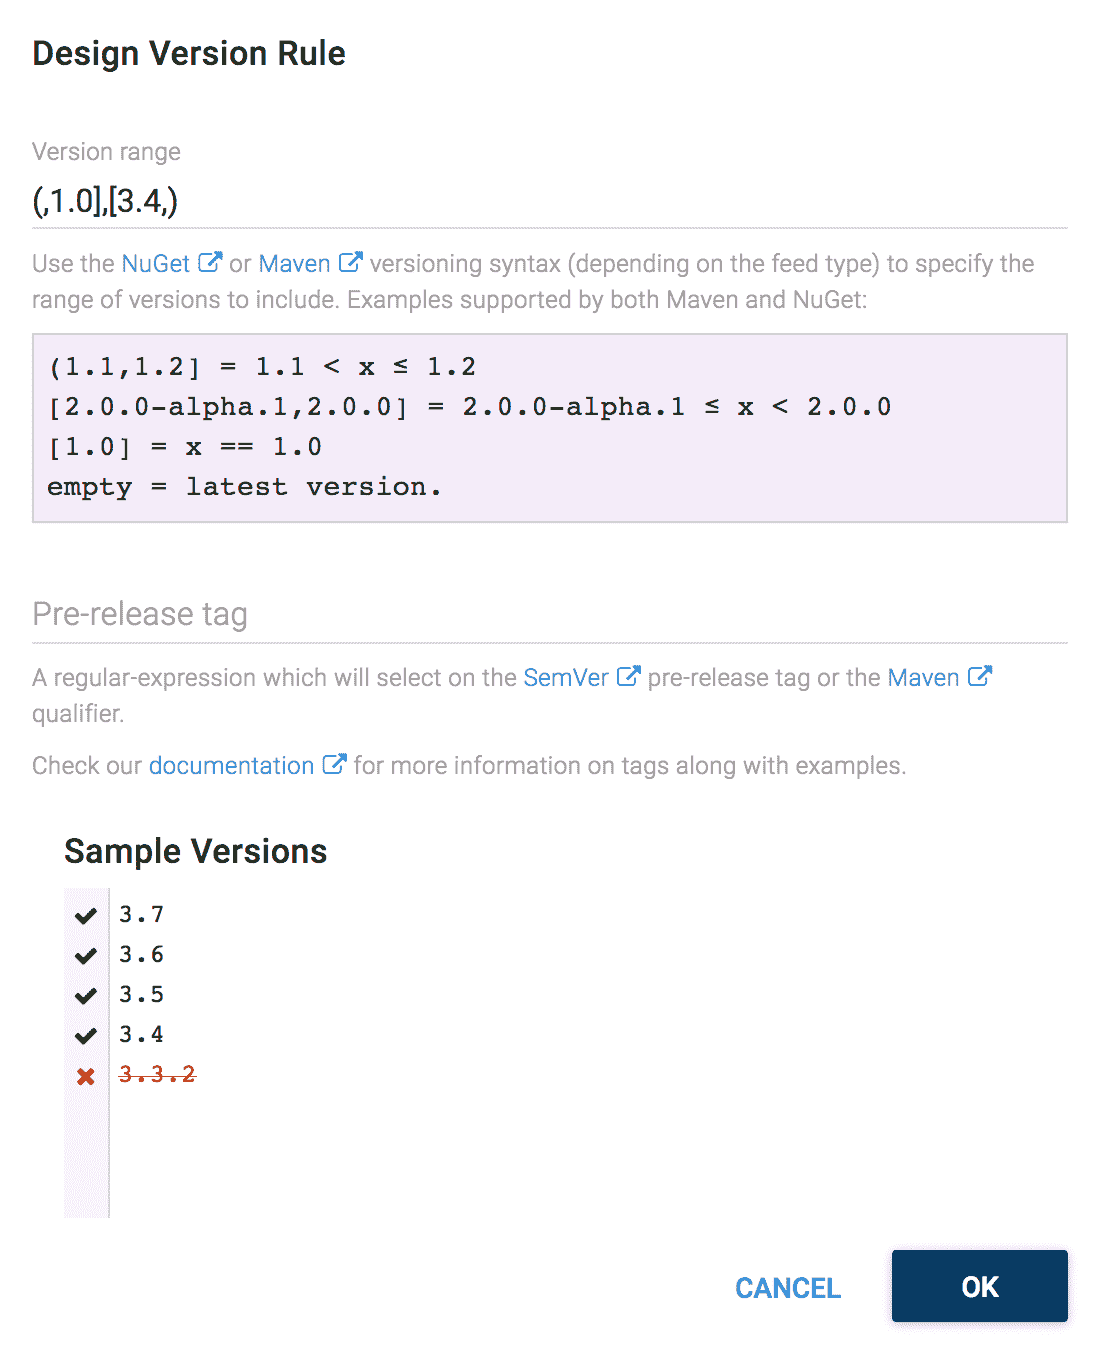 Design Version Rule
Version range
(,1.0],[3.4,)
Use the NuGet or Maven versioning syntax (depending on the feed type) to specify the
range of versions to include. Examples supported by both Maven and NuGet:
(1.1,1.2] = 1.1 < x ≤ 1.2
[2.0.0-alpha.1,2.0.0] = 2.0.0-alpha.1 ≤ x < 2.0.0
[1.0] = x == 1.0
empty = latest version.
Pre-release tag
A regular-expression which will select on the SemVer pre-release tag or the Maven
qualifier.
Check our documentation for more information on tags along with examples.
Sample Versions
3.7
3.6
3.5
3.4
3.3.2
CANCEL OK